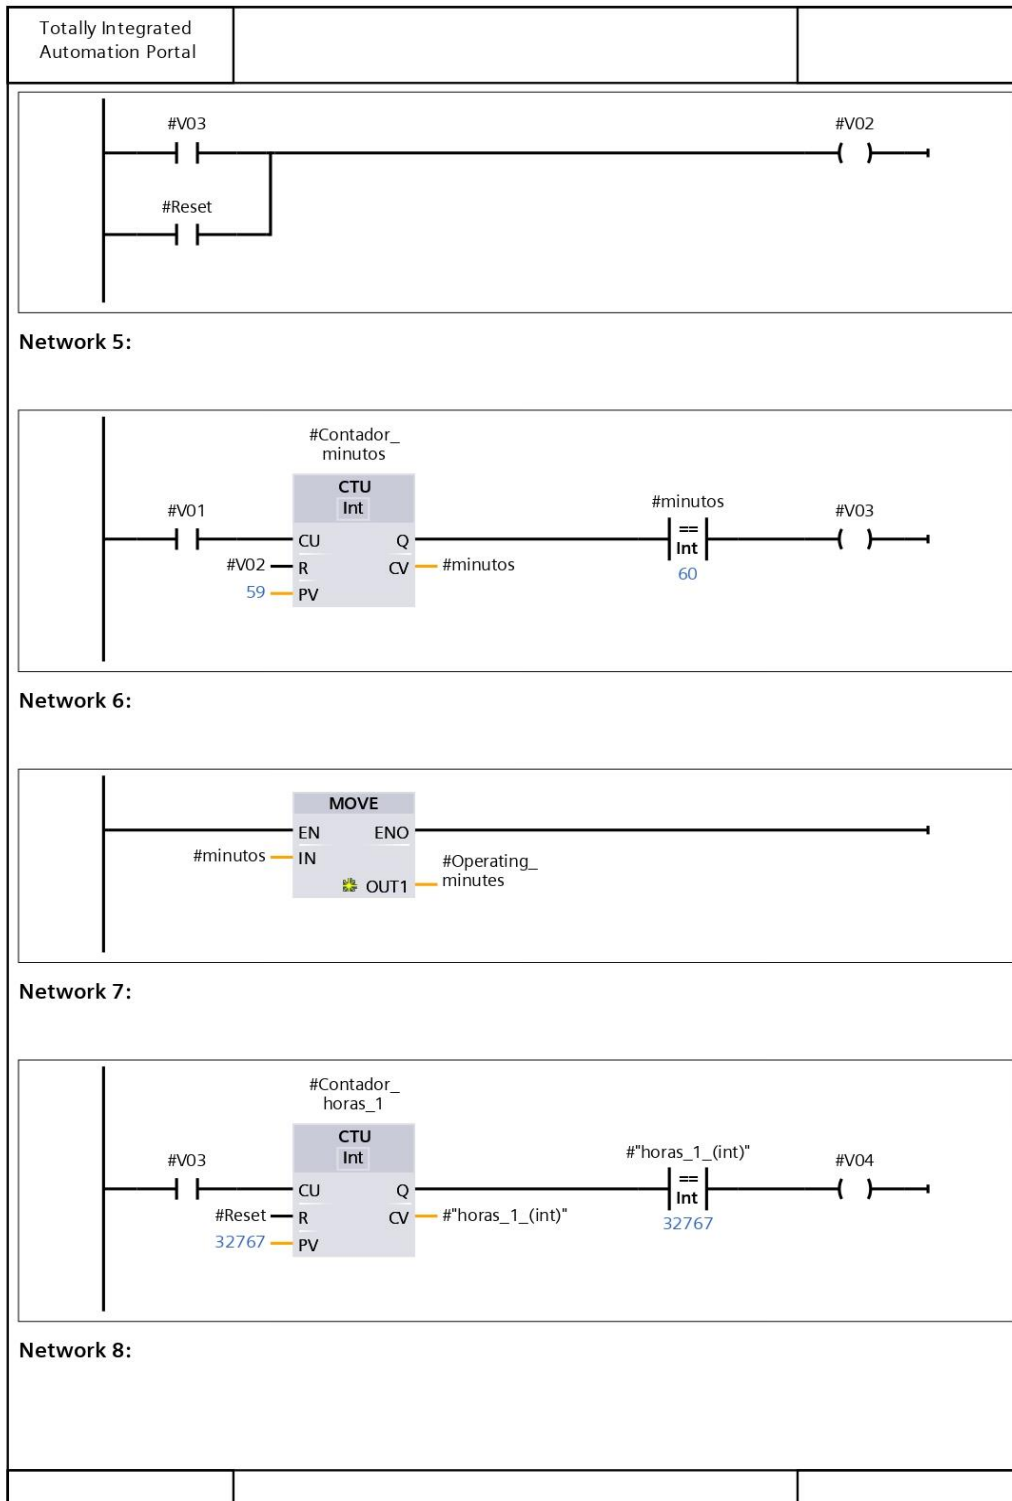 Totally Integrated
Automation Portal
#V03
#V02
#Reset
Network 5:
#Contador_
minutos
CTU
Int
#V01
#minutos
#V03
==
Int
60
CU
Q
#V02
R
CV
#minutos
59
PV
Network 6:
MOVE
EN
ENO
#minutos
IN
#Operating_
minutes
OUT1
Network 7:
#Contador_
horas_1
CTU
Int
#V03
#"horas_1_(int)"
#V04
==
Int
32767
CU
Q
#Reset
R
CV
#"horas_1_(int)"
32767
PV
Network 8: